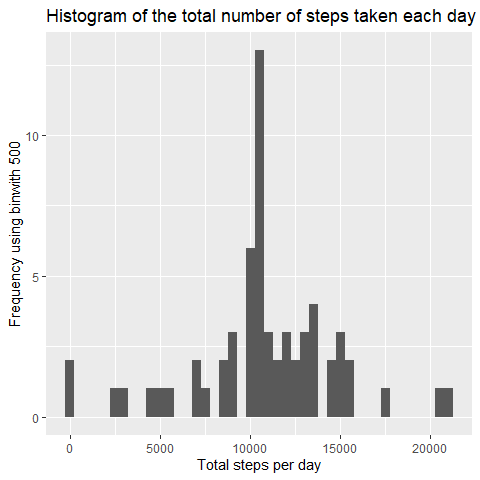 Histogram of the total number of steps taken each day
Frequency using binwith 500
10
5
0
0 5000 10000 15000 20000
Total steps per day